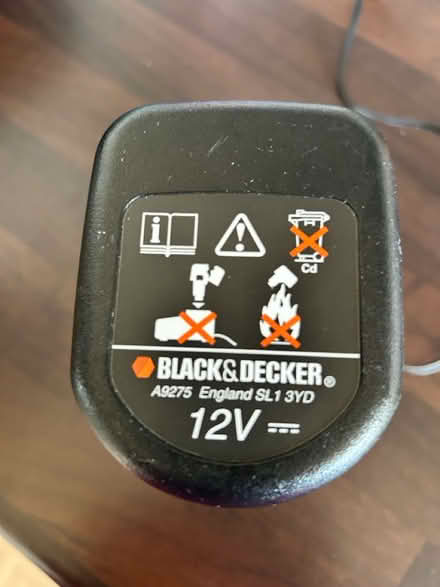 i
!
Cd
BLACK&DECKER®
A9275 England SL1 3YD
12V